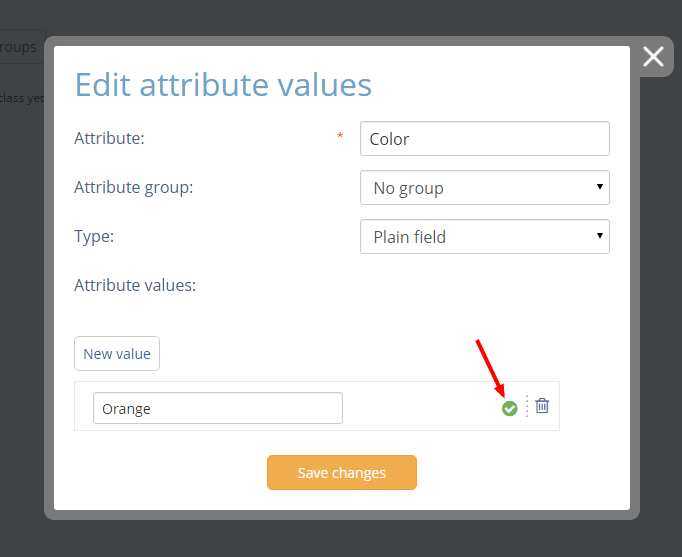 roups
class yet
Edit attribute values
Attribute: * Color
Attribute group: No group
Type: Plain field
Attribute values:
New value
Orange
Save changes